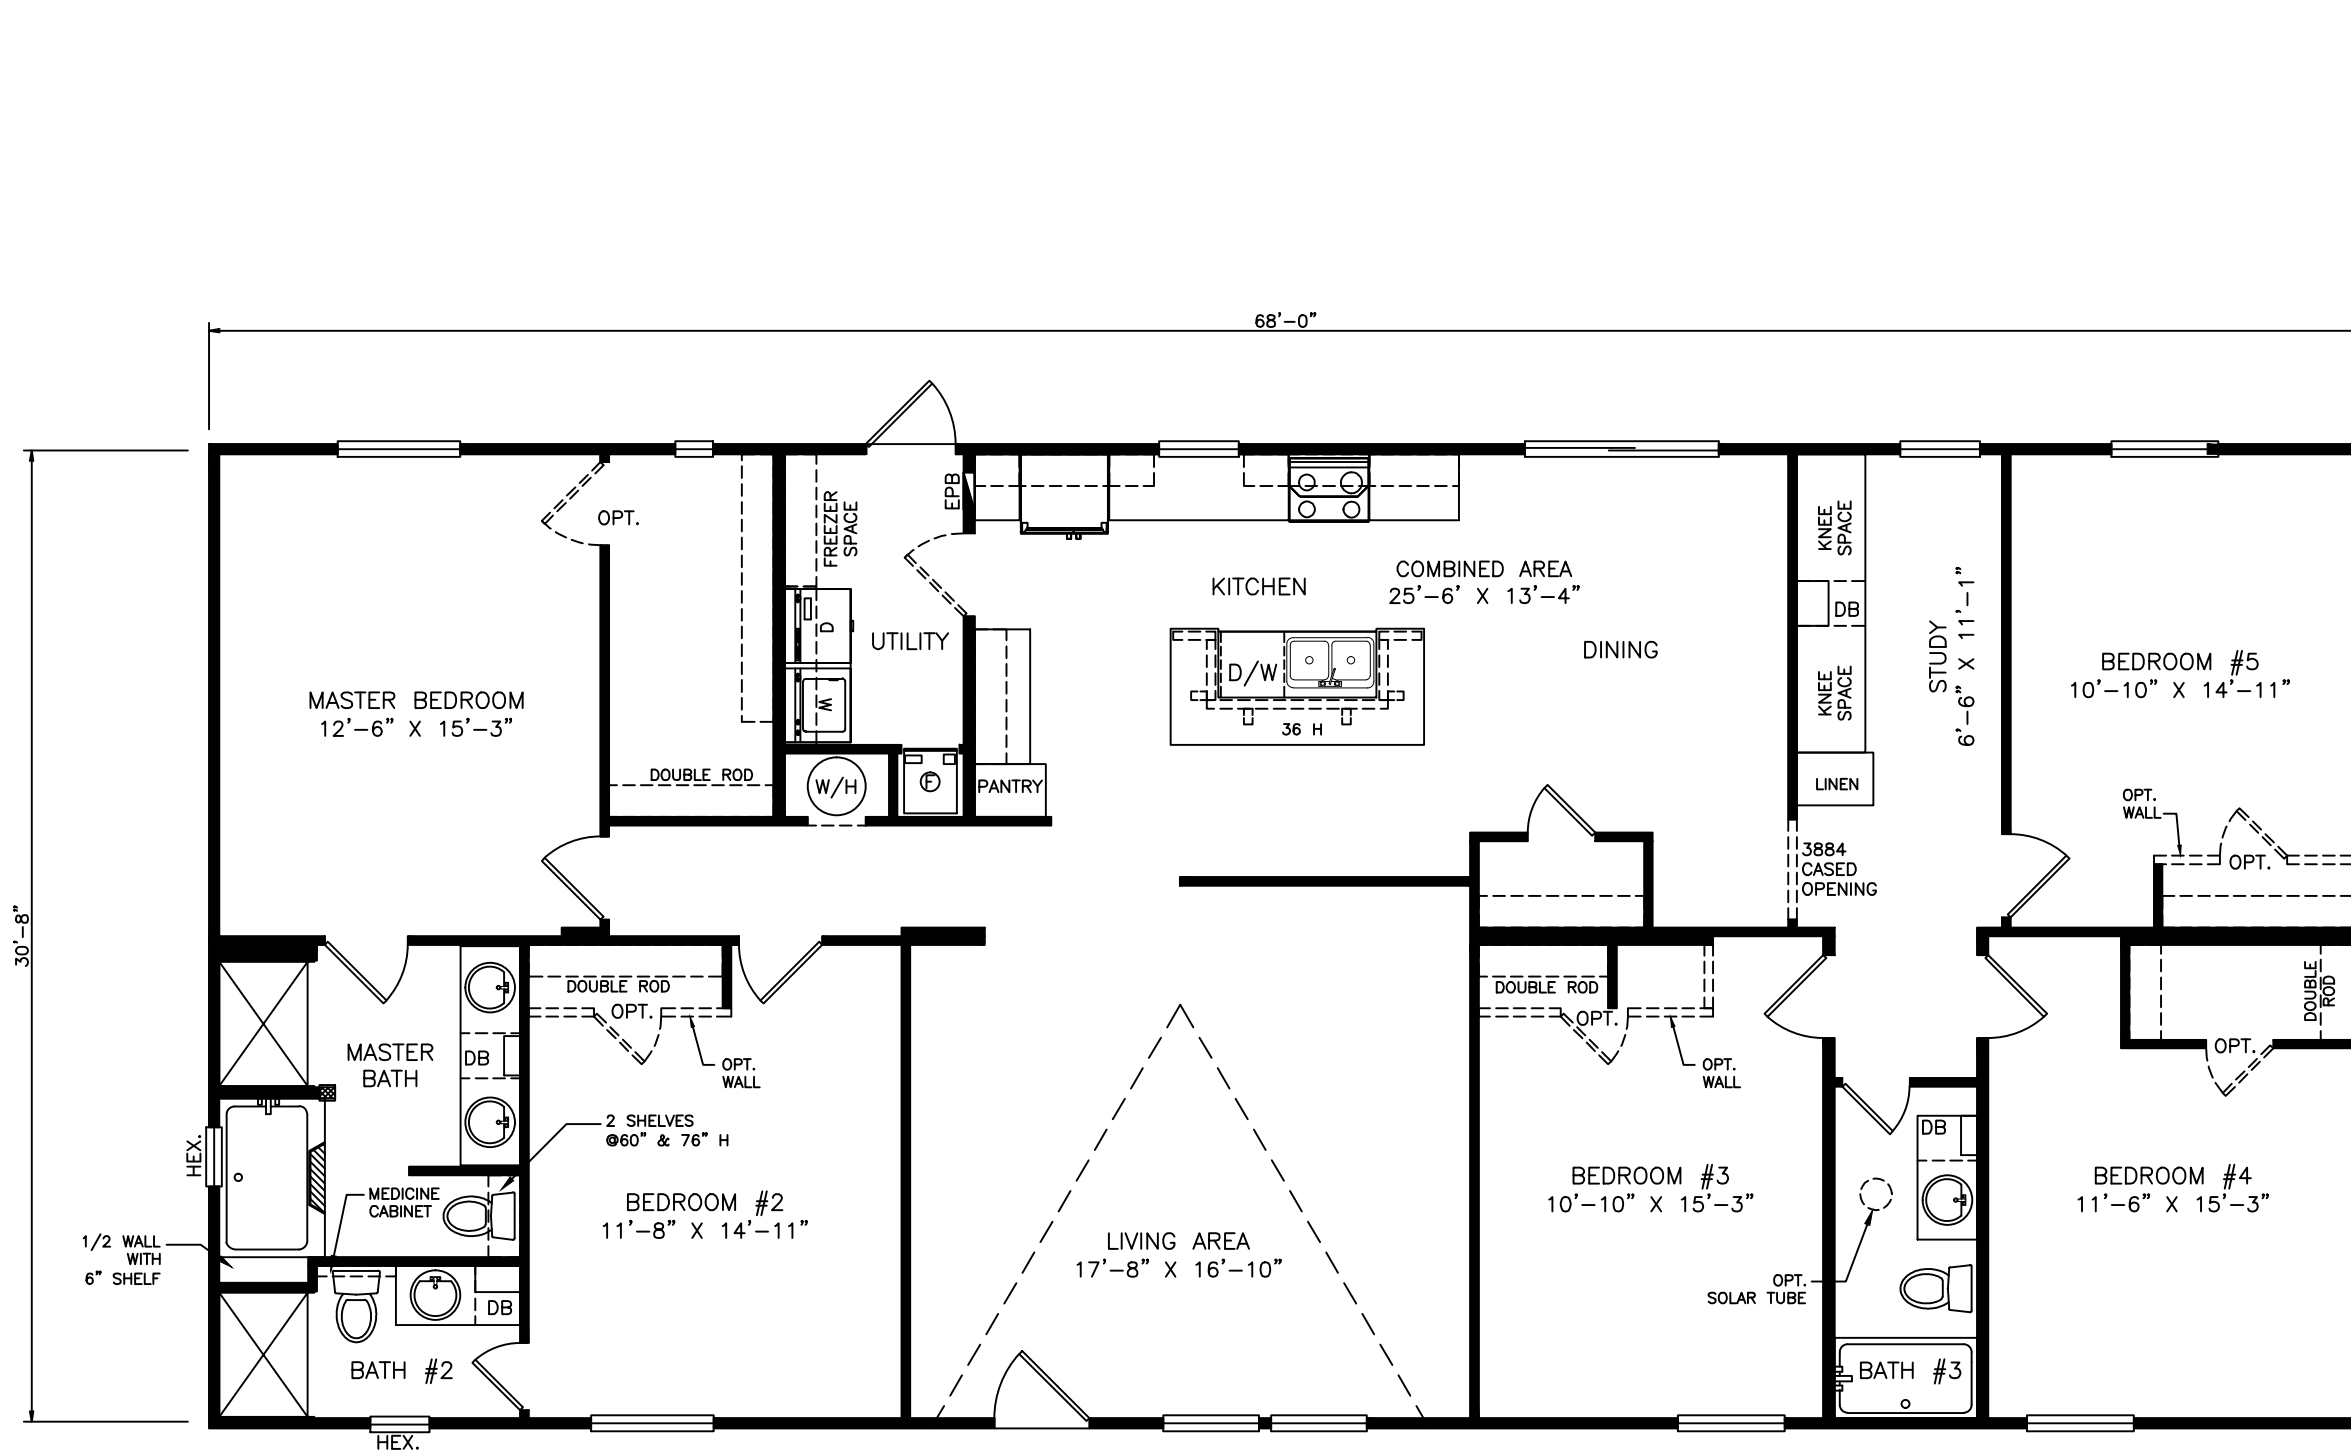 68'-0"
30'-8"
OPT.
FREEZER
SPACE
EPB
D
W
UTILITY
KITCHEN
COMBINED AREA
25'-6' X 13'-4"
DINING
KNEE
SPACE
DB
KNEE
SPACE
STUDY
6'-6" X 11'-1"
BEDROOM #5
10'-10" X 14'-11"
MASTER BEDROOM
12'-6" X 15'-3"
D/W
36 H
DOUBLE ROD
W/H
F
PANTRY
LINEN
OPT.
WALL
OPT.
3884
CASED
OPENING
DOUBLE ROD
OPT.
OPT.
WALL
DOUBLE ROD
OPT.
OPT.
WALL
DOUBLE
ROD
OPT.
MASTER
BATH
DB
2 SHELVES
@60" & 76" H
HEX.
MEDICINE
CABINET
BEDROOM #2
11'-8" X 14'-11"
LIVING AREA
17'-8" X 16'-10"
BEDROOM #3
10'-10" X 15'-3"
DB
BEDROOM #4
11'-6" X 15'-3"
1/2 WALL
WITH
6" SHELF
OPT.
SOLAR TUBE
DB
BATH #2
BATH #3
HEX.